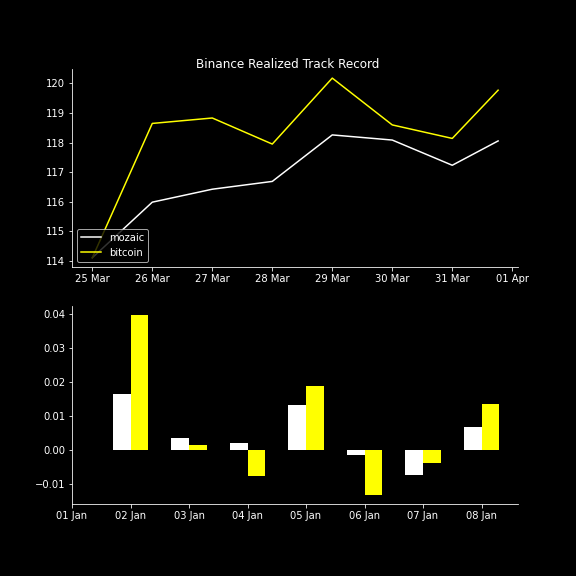 Binance Realized Track Record
120
119
118
117
116
115
114
mozaic
bitcoin
25 Mar 26 Mar 27 Mar 28 Mar 29 Mar 30 Mar 31 Mar 01 Apr
0.04
0.03
0.02
0.01
0.00
−0.01
01 Jan 02 Jan 03 Jan 04 Jan 05 Jan 06 Jan 07 Jan 08 Jan